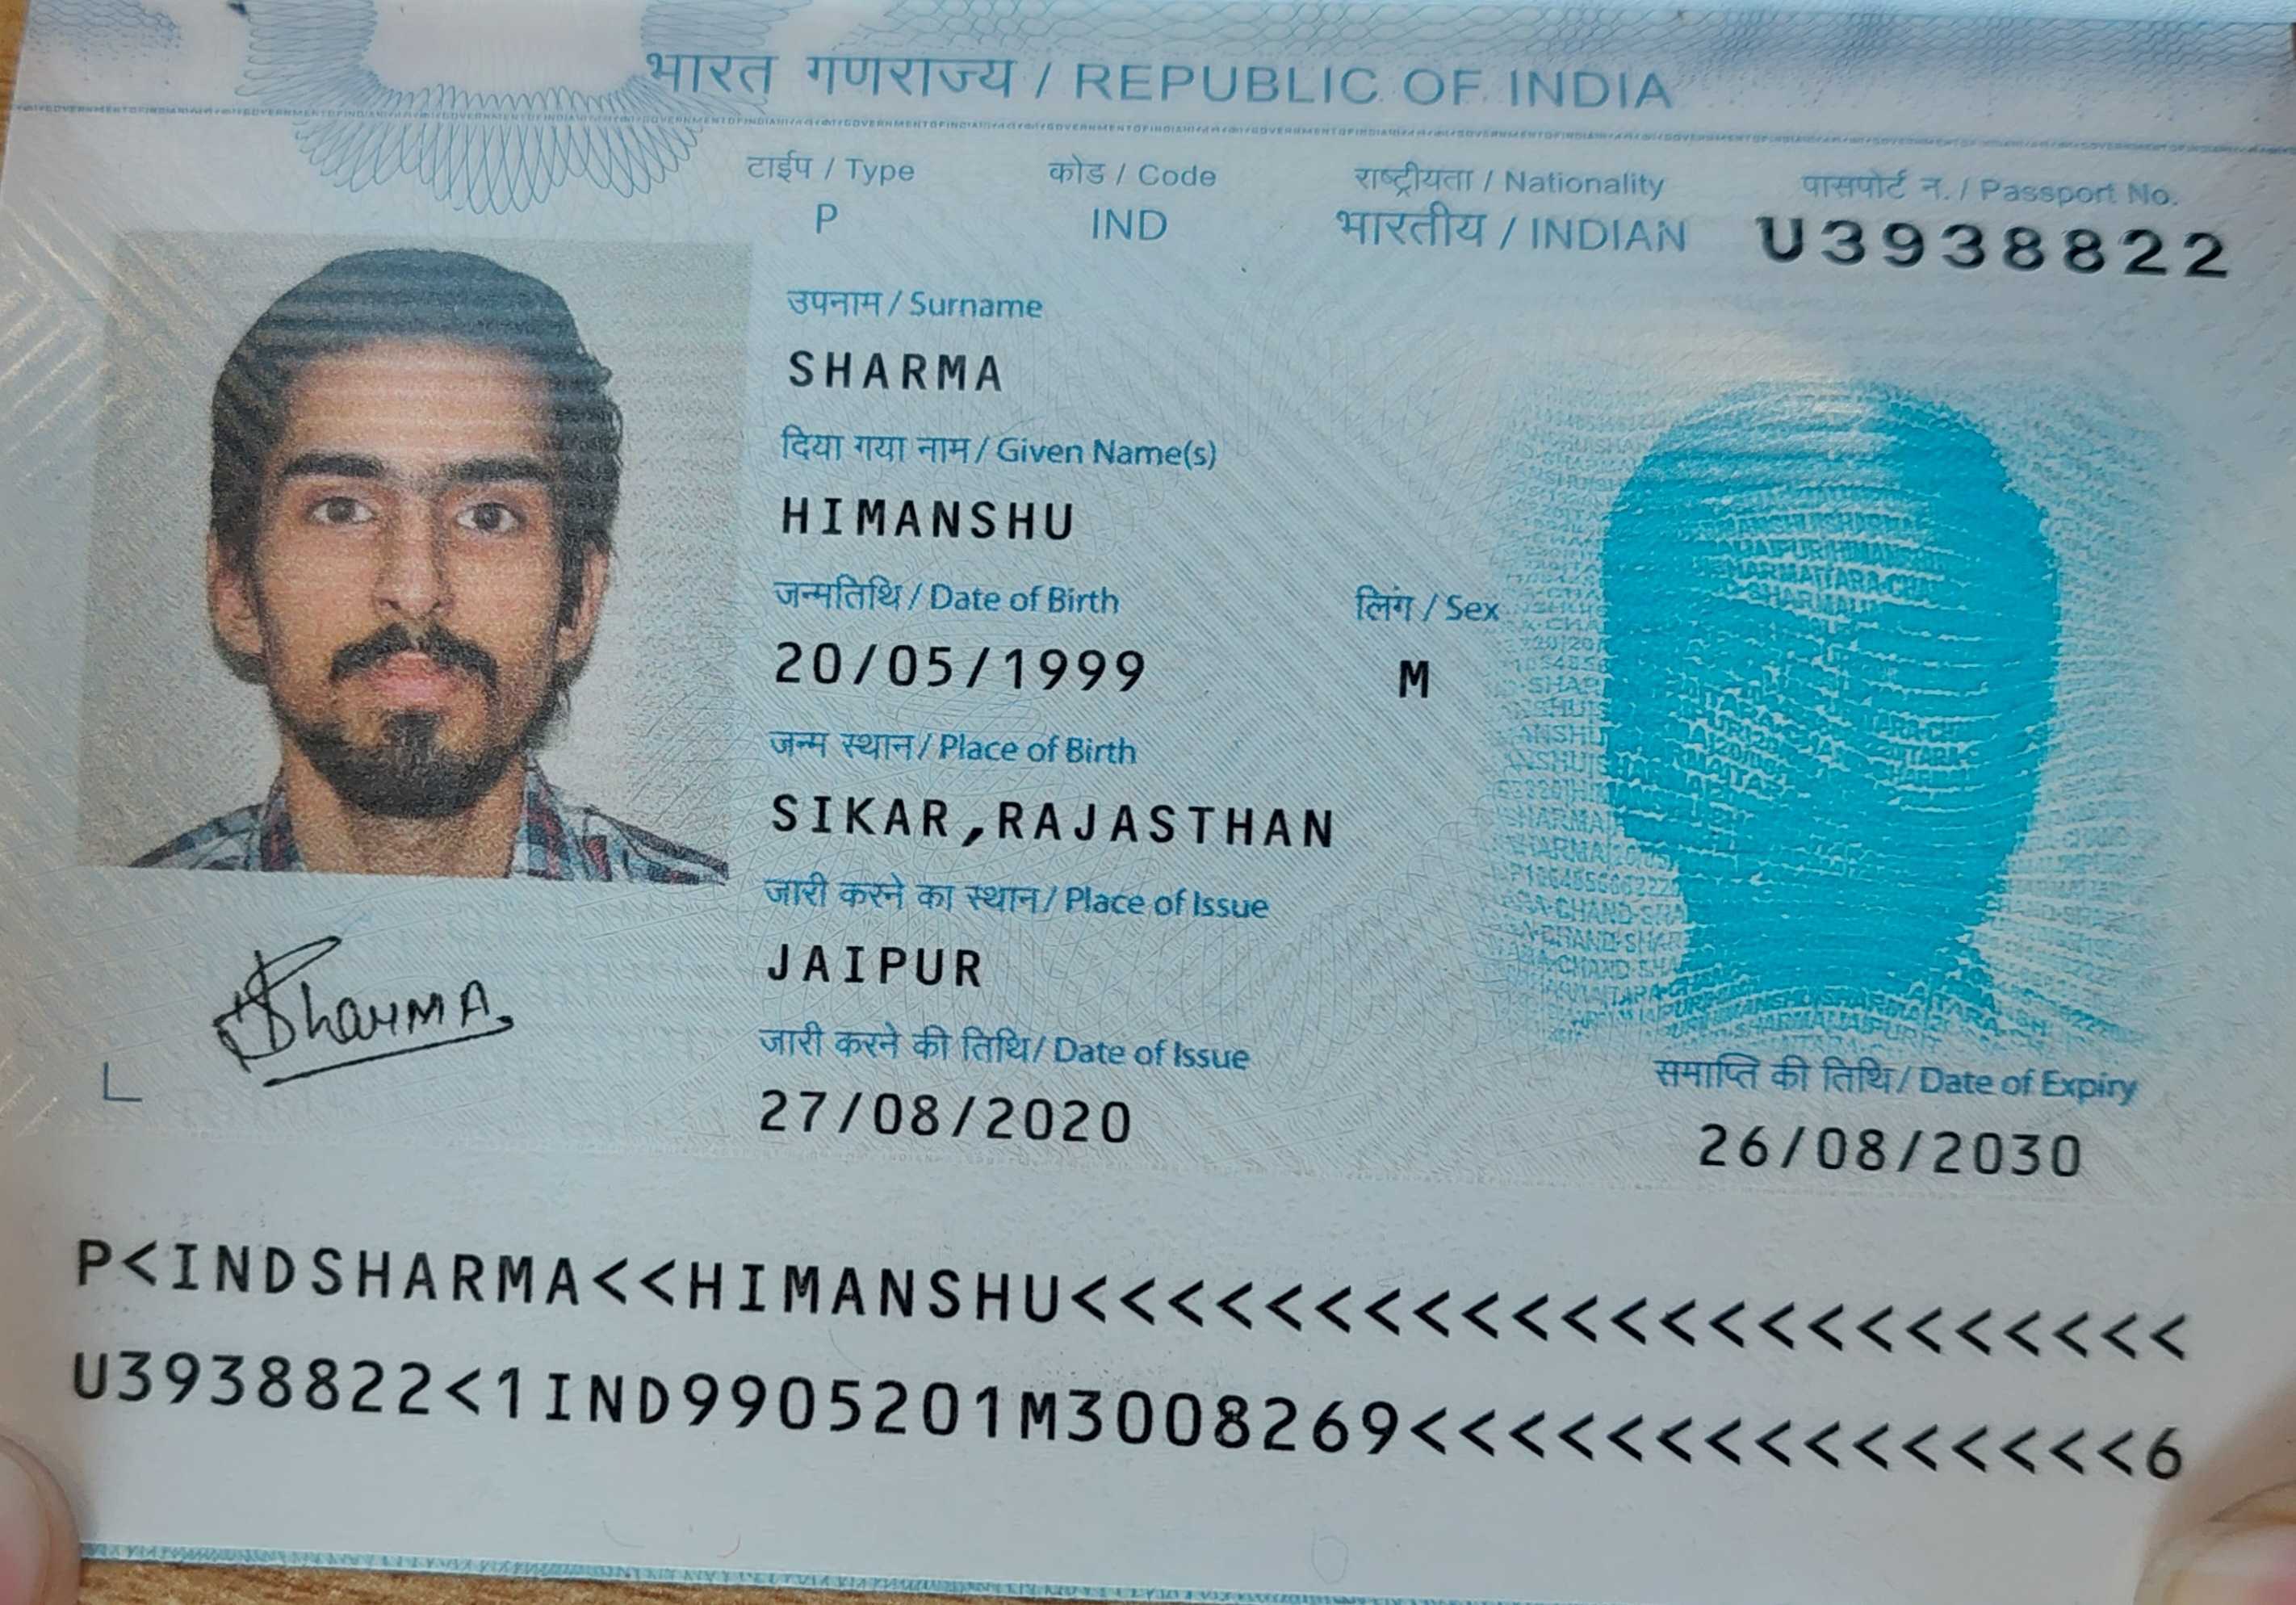 भारत गणराज्य / REPUBLIC OF INDIA
टाईप / Type
कोड / Code
राष्ट्रीयता / Nationality
पासपोर्ट न. / Passport No.
P
IND
भारतीय / INDIAN
U3938822
उपनाम / Surname
SHARMA
दिया गया नाम / Given Name(s)
HIMANSHU
जन्मतिथि / Date of Birth
लिंग / Sex
20/05/1999
M
जन्म स्थान / Place of Birth
SIKAR,RAJASTHAN
जारी करने का स्थान / Place of Issue
JAIPUR
Sharma
जारी करने की तिथि / Date of Issue
समाप्ति की तिथि / Date of Expiry
27/08/2020
26/08/2030
P<INDSHARMA<<HIMANSHU<<<<<<<<<<<<<<<<<<<<<<<
U3938822<1IND9905201M3008269<<<<<<<<<<<<<<<6